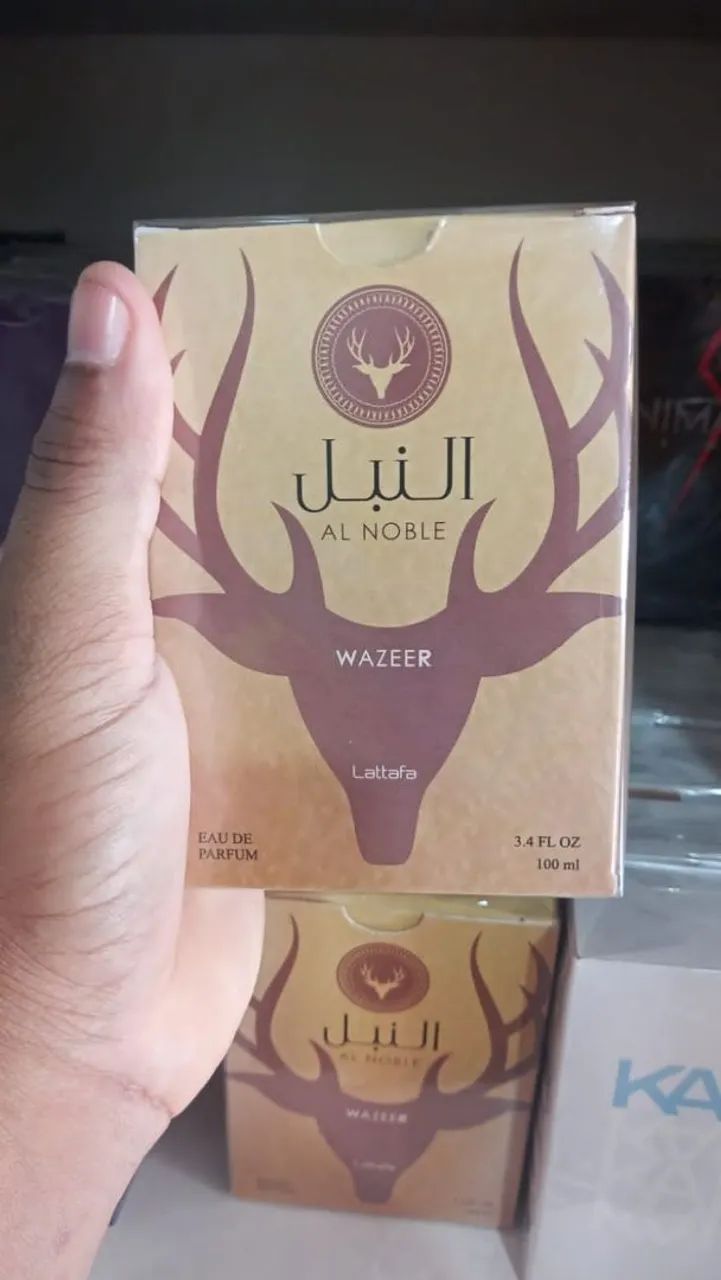 النبل
AL NOBLE
WAZEER
Lattafa
EAU DE
PARFUM
3.4 FL OZ
100 ml
النبل
AL NOBLE
WAZEER
Lattafa
KA